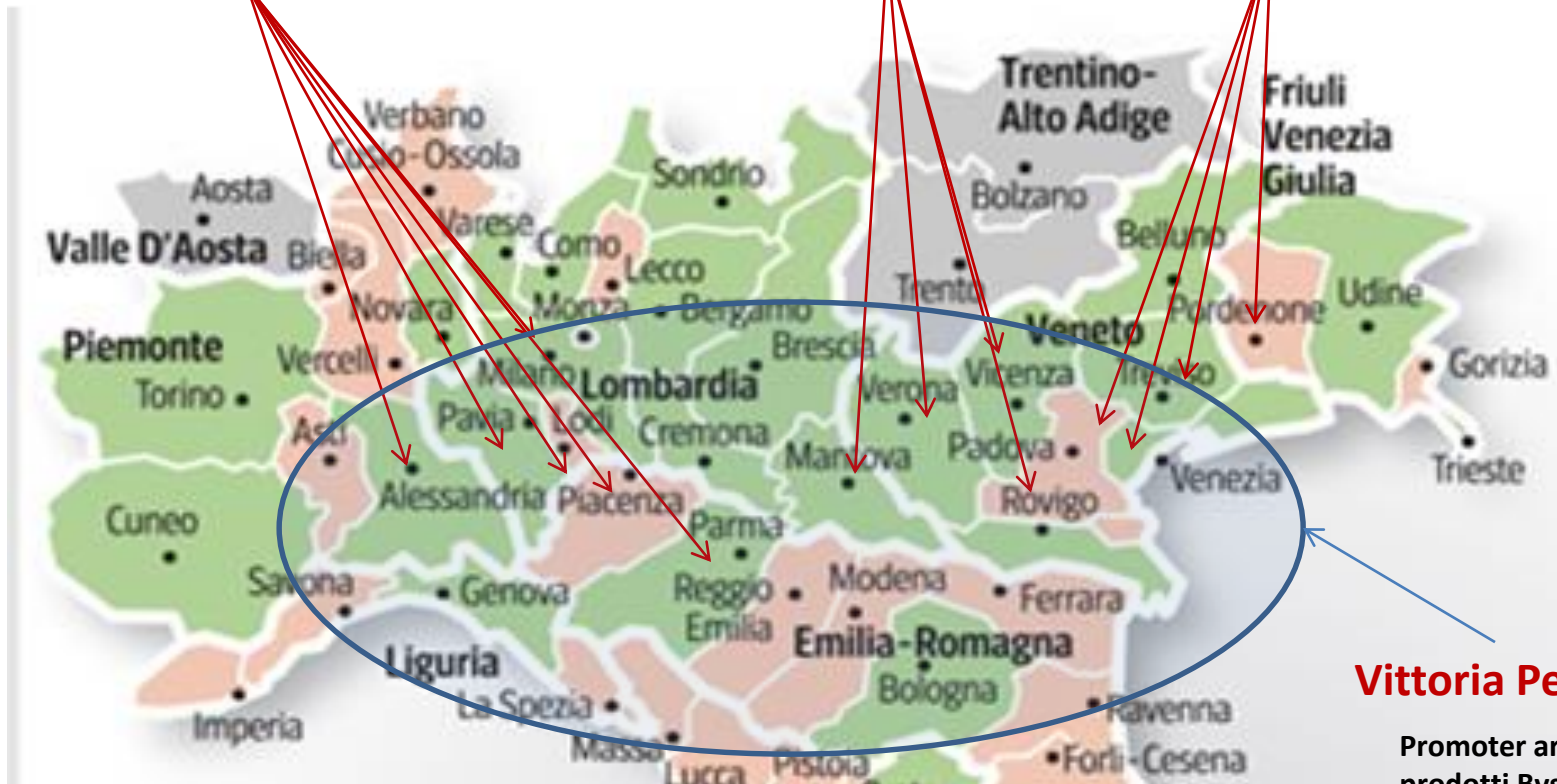 Trentino-
Alto Adige
Friuli
Venezia
Giulia
Verbano
Cusio-Ossola
Sondrio
Aosta
Bolzano
Valle D'Aosta
Biella
Varese
Como
Lecco
Belluno
Trento
Novara
Monza
Bergamo
Pordenone
Udine
Piemonte
Veneto
Vercelli
Milano
Brescia
Gorizia
Torino
Lombardia
Verona
Vicenza
Treviso
Asti
Pavia
Lodi
Cremona
Mantova
Padova
Venezia
Trieste
Alessandria
Piacenza
Rovigo
Cuneo
Parma
Savona
Genova
Reggio
Emilia
Modena
Ferrara
Emilia-Romagna
Liguria
Bologna
Vittoria Pe
Imperia
La Spezia
Ravenna
Massa
Lucca
Pistoia
Forlì-Cesena
Promoter
prodotti